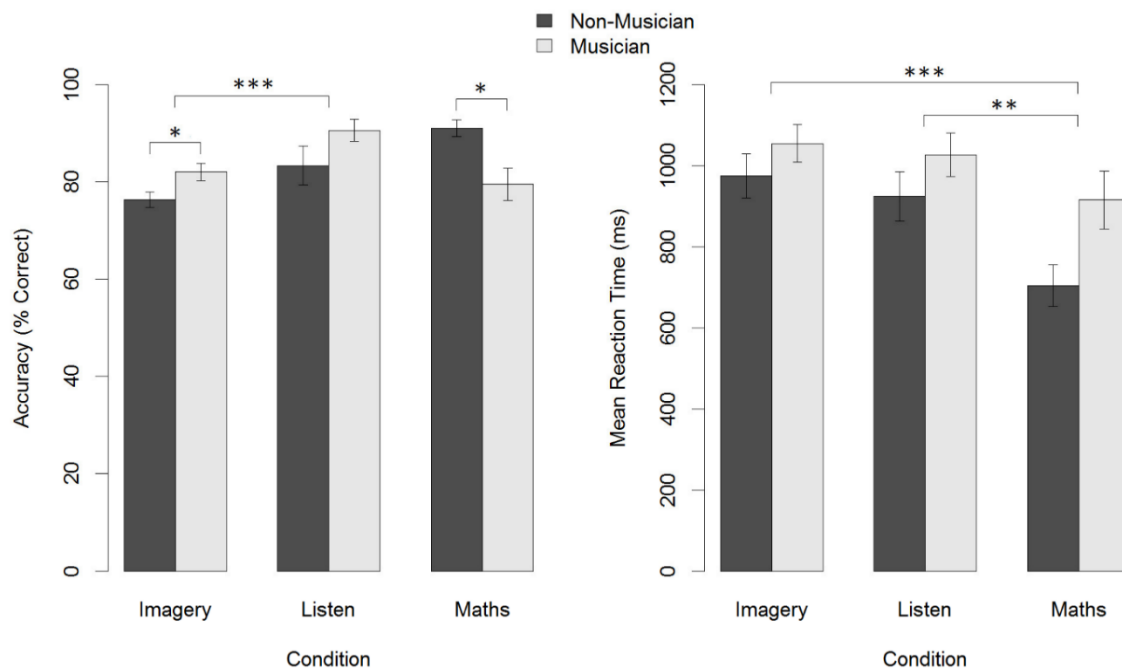 Non-Musician
Musician
Accuracy (% Correct)
100
80
60
40
20
0
***
*
*
Imagery Listen Maths
Condition
Mean Reaction Time (ms)
1200
1000
800
600
400
200
0
***
**
Imagery Listen Maths
Condition